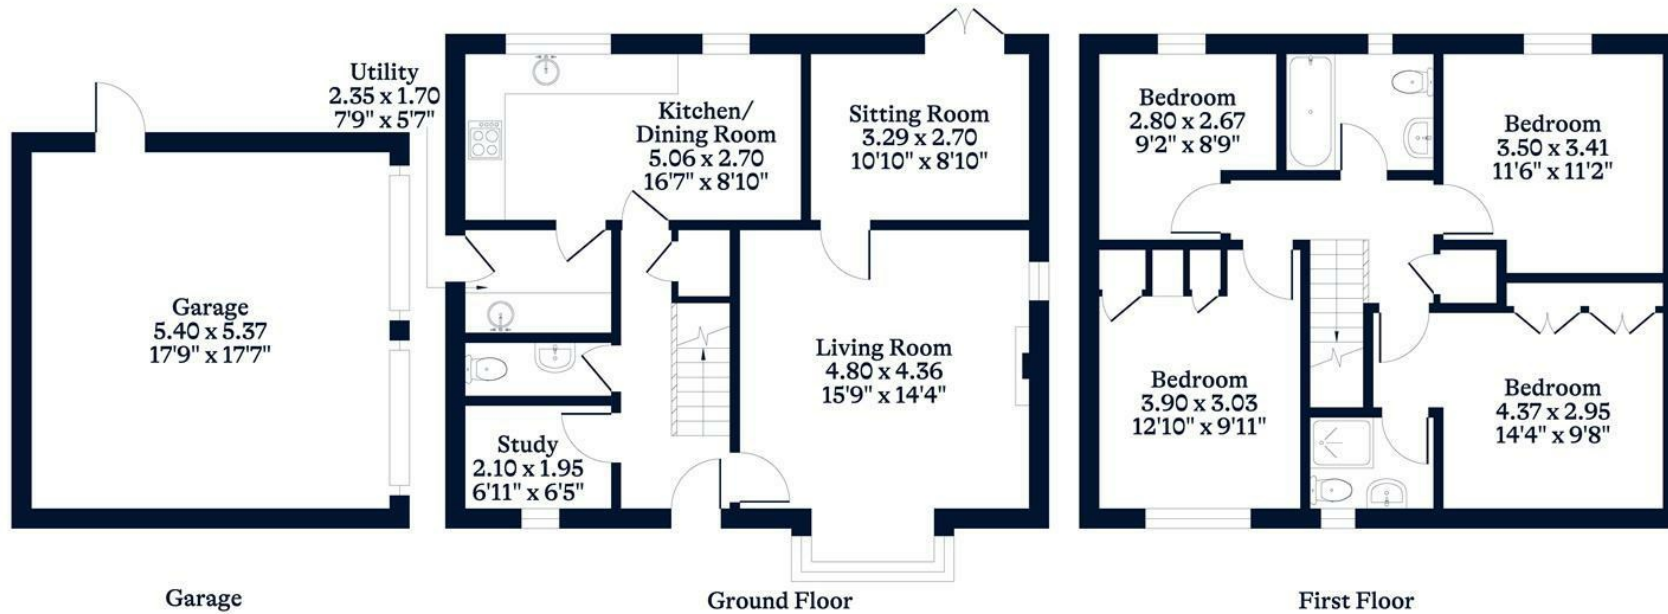 Utility
2.35 x 1.70
7'9" x 5'7"
Kitchen/
Dining Room
5.06 x 2.70
16'7" x 8'10"
Sitting Room
3.29 x 2.70
10'10" x 8'10"
Bedroom
2.80 x 2.67
9'2" x 8'9"
Bedroom
3.50 x 3.41
11'6" x 11'2"
Garage
5.40 x 5.37
17'9" x 17'7"
Living Room
4.80 x 4.36
15'9" x 14'4"
Study
2.10 x 1.95
6'11" x 6'5"
Bedroom
3.90 x 3.03
12'10" x 9'11"
Bedroom
4.37 x 2.95
14'4" x 9'8"
Garage
Ground Floor
First Floor